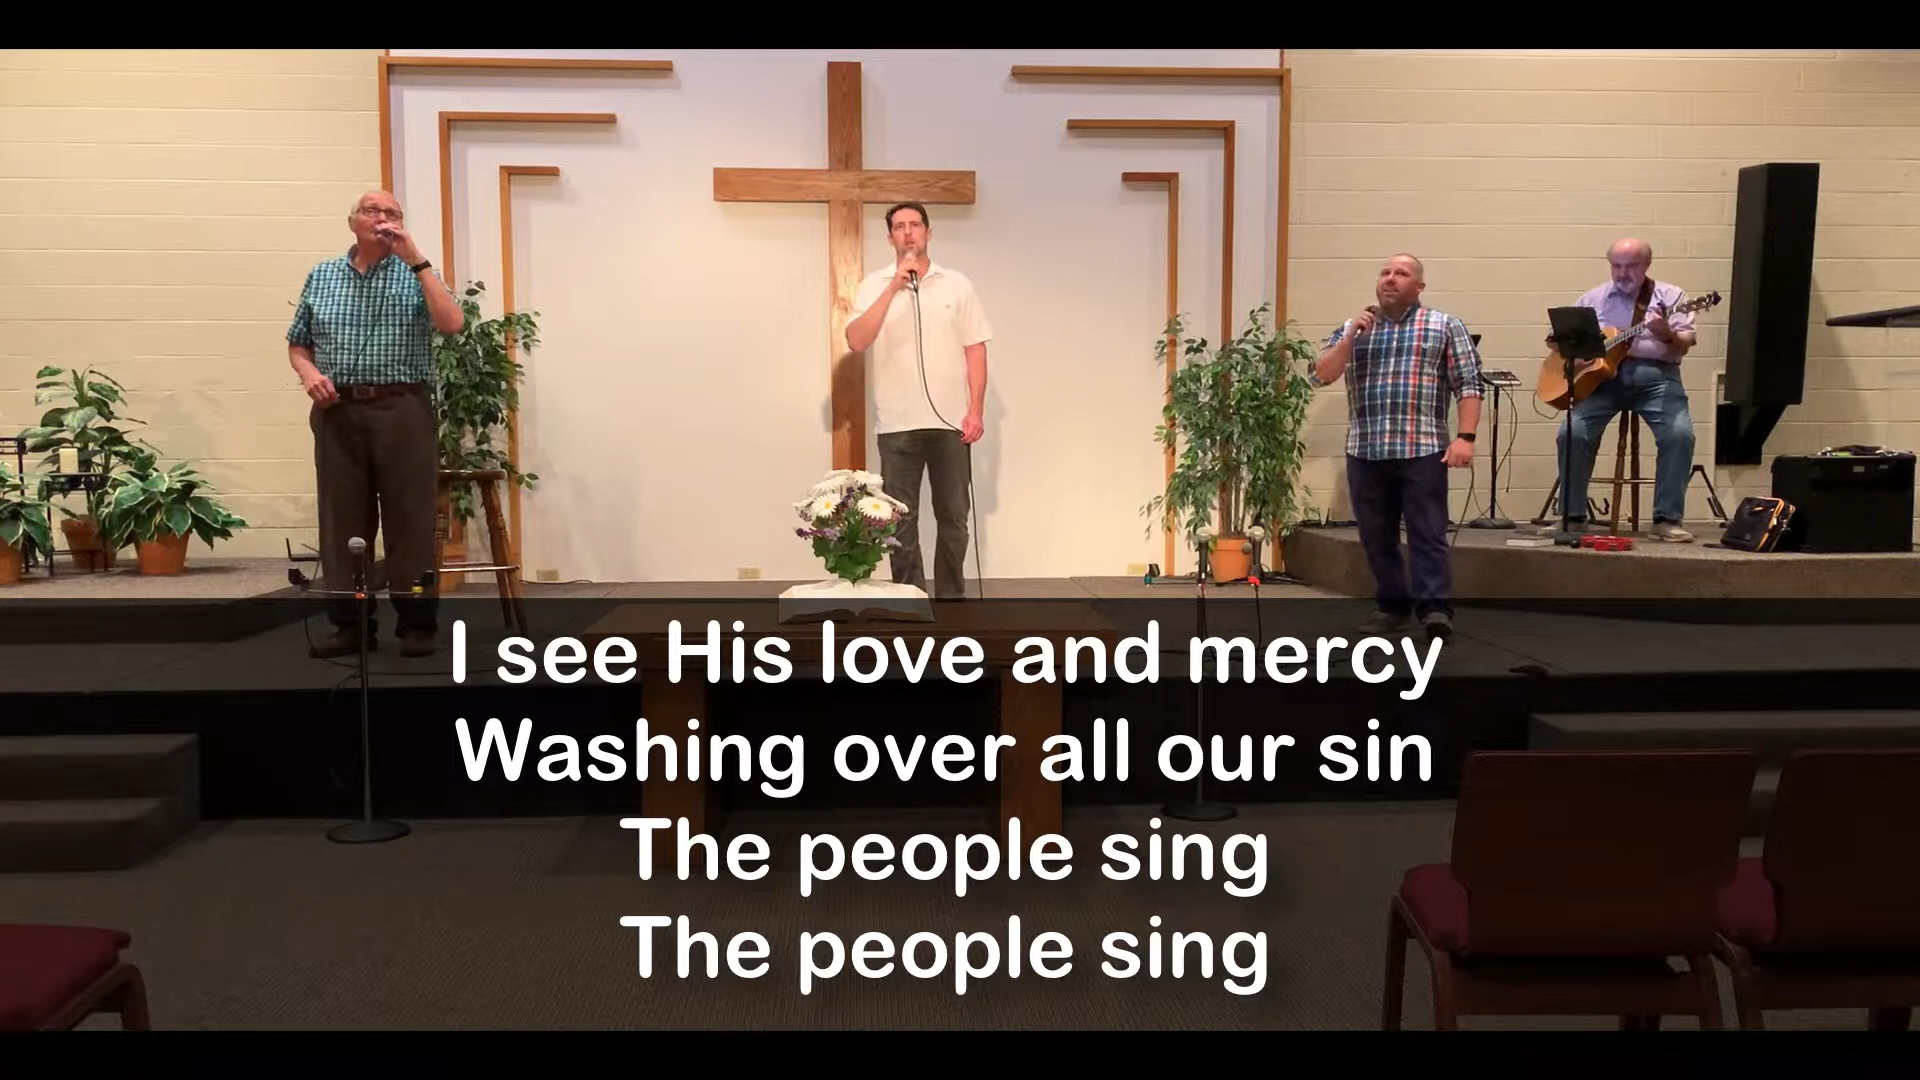 I see His love and mercy
Washing over all our sin
The people sing
The people sing